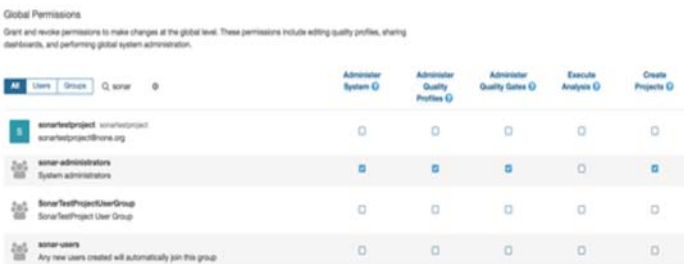 Global Permissions
Grant and revoke permissions to make changes at the global level. These permissions include editing quality profiles, sharing
dashboards, and performing global system administration.
All Users Groups sonar
Administer System ? Administer Quality Profiles ? Administer Quality Gates ? Execute Analysis ? Create Projects ?
S sonartestproject sonartestproject
sonartestproject@none.org
sonar-administrators
System administrators
SonarTestProjectUserGroup
SonarTestProject User Group
sonar-users
Any new users created will automatically join this group